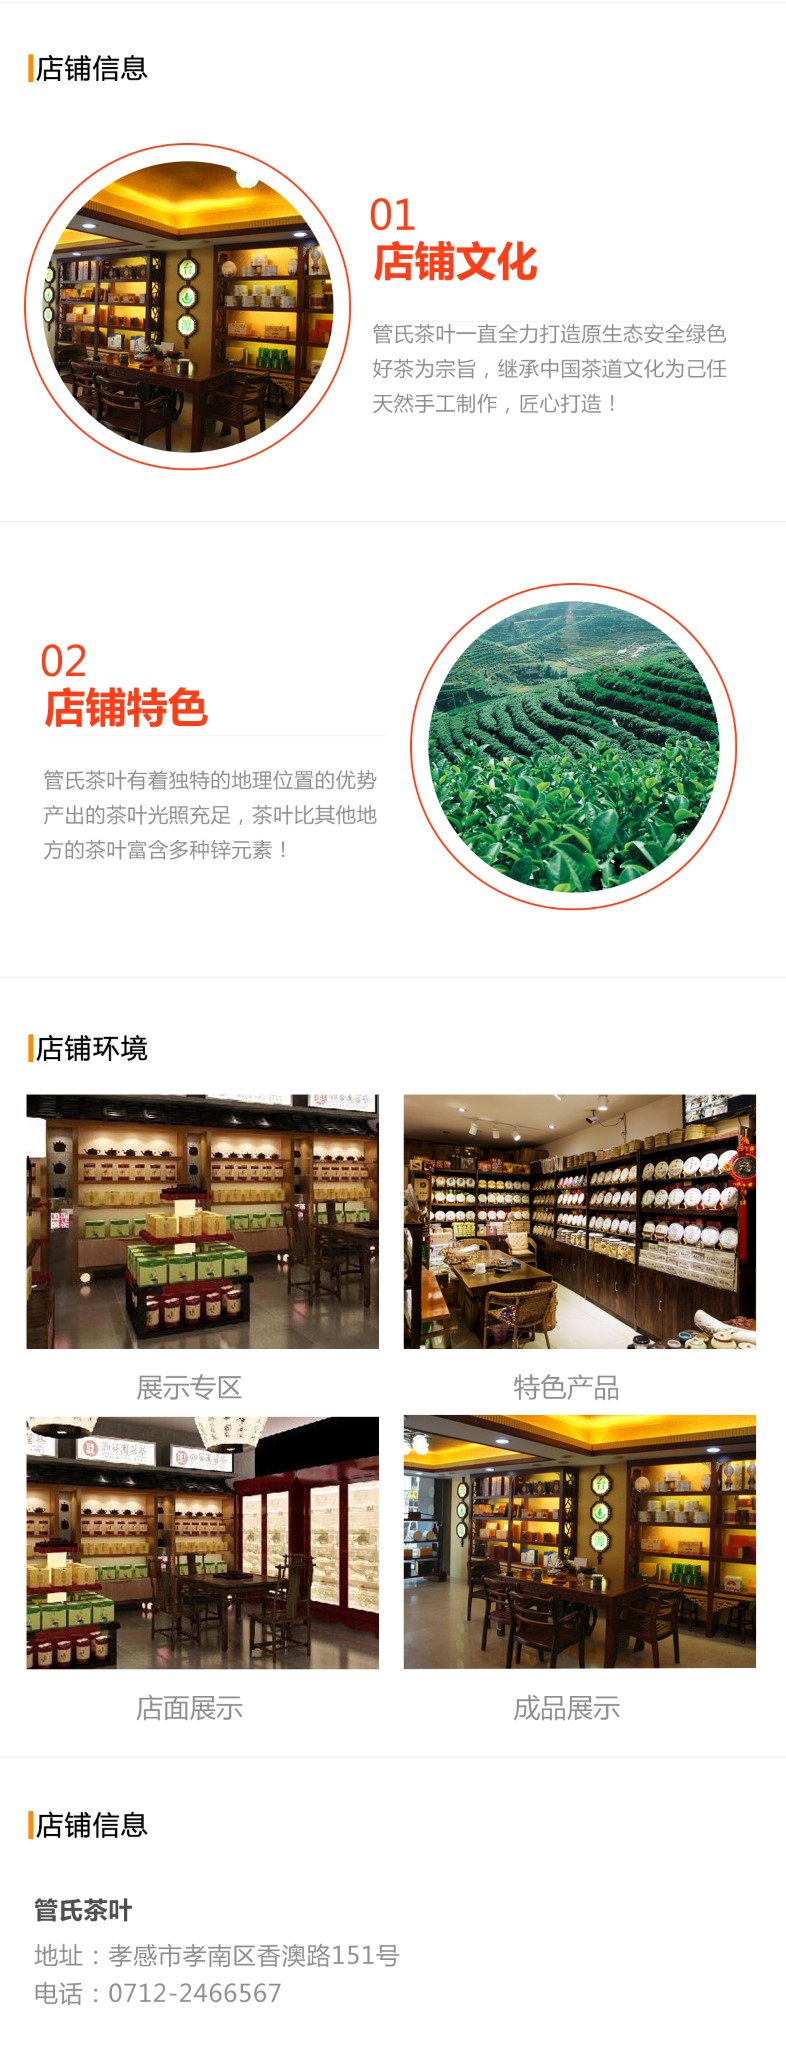 店铺信息
01
店铺文化
管氏茶叶一直全力打造原生态安全绿色
好茶为宗旨，继承中国茶道文化为己任
天然手工制作，匠心打造！
02
店铺特色
管氏茶叶有着独特的地理位置的优势
产出的茶叶光照充足，茶叶比其他地
方的茶叶富含多种锌元素！
店铺环境
展示专区
特色产品
台
源
店面展示
成品展示
店铺信息
管氏茶叶
地址：孝感市孝南区香澳路151号
电话：0712-2466567